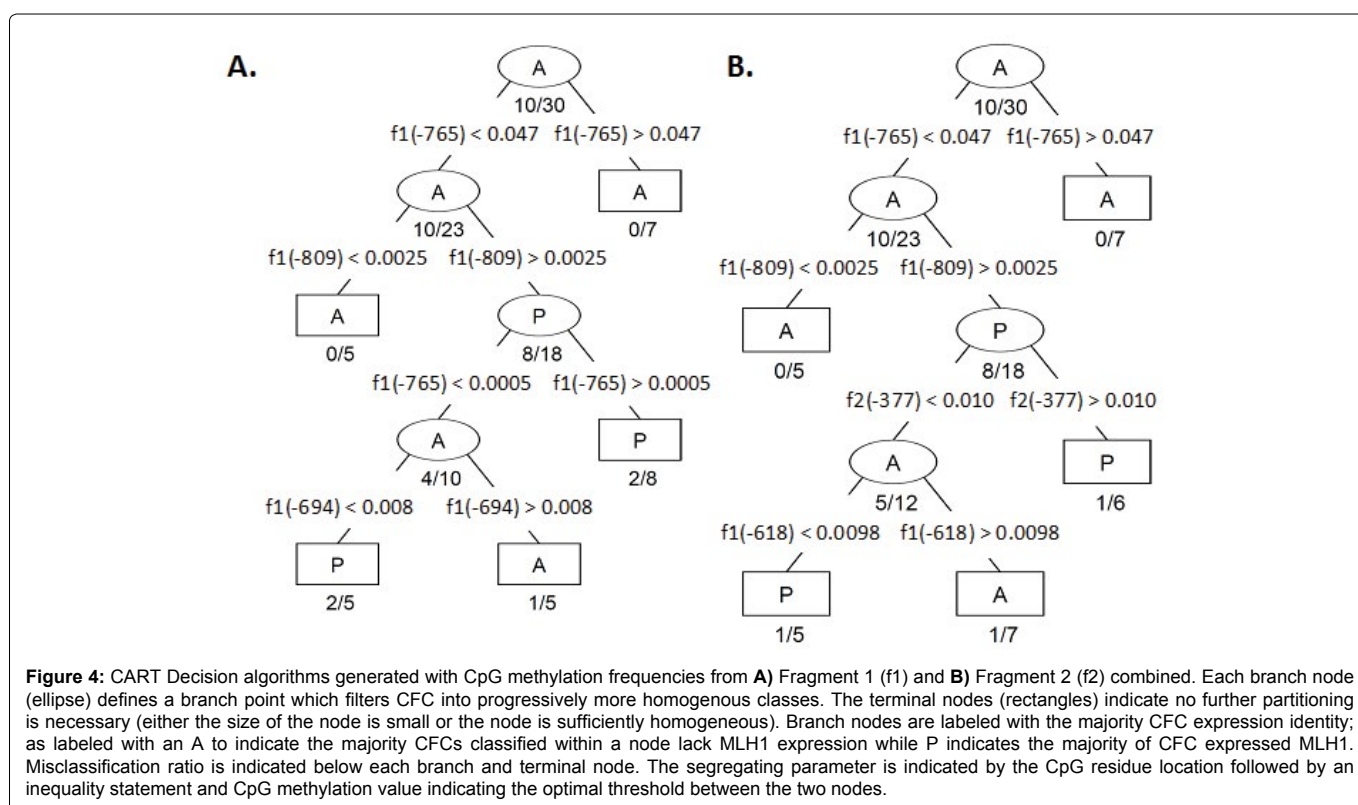 A.
A
10/30
f1(-765) < 0.047 f1(-765) > 0.047
A
10/23
A
0/7
f1(-809) < 0.0025 f1(-809) > 0.0025
A
0/5
P
8/18
f1(-765) < 0.0005 f1(-765) > 0.0005
A
4/10
P
2/8
f1(-694) < 0.008 f1(-694) > 0.008
P
2/5
A
1/5
B.
A
10/30
f1(-765) < 0.047 f1(-765) > 0.047
A
10/23
A
0/7
f1(-809) < 0.0025 f1(-809) > 0.0025
A
0/5
P
8/18
f2(-377) < 0.010 f2(-377) > 0.010
A
5/12
P
1/6
f1(-618) < 0.0098 f1(-618) > 0.0098
P
1/5
A
1/7
Figure 4: CART Decision algorithms generated with CpG methylation frequencies from A) Fragment 1 (f1) and B) Fragment 2 (f2) combined. Each branch node
(ellipse) defines a branch point which filters CFC into progressively more homogenous classes. The terminal nodes (rectangles) indicate no further partitioning
is necessary (either the size of the node is small or the node is sufficiently homogeneous). Branch nodes are labeled with the majority CFC expression identity;
as labeled with an A to indicate the majority CFCs classified within a node lack MLH1 expression while P indicates the majority of CFC expressed MLH1.
Misclassification ratio is indicated below each branch and terminal node. The segregating parameter is indicated by the CpG residue location followed by an
inequality statement and CpG methylation value indicating the optimal threshold between the two nodes.